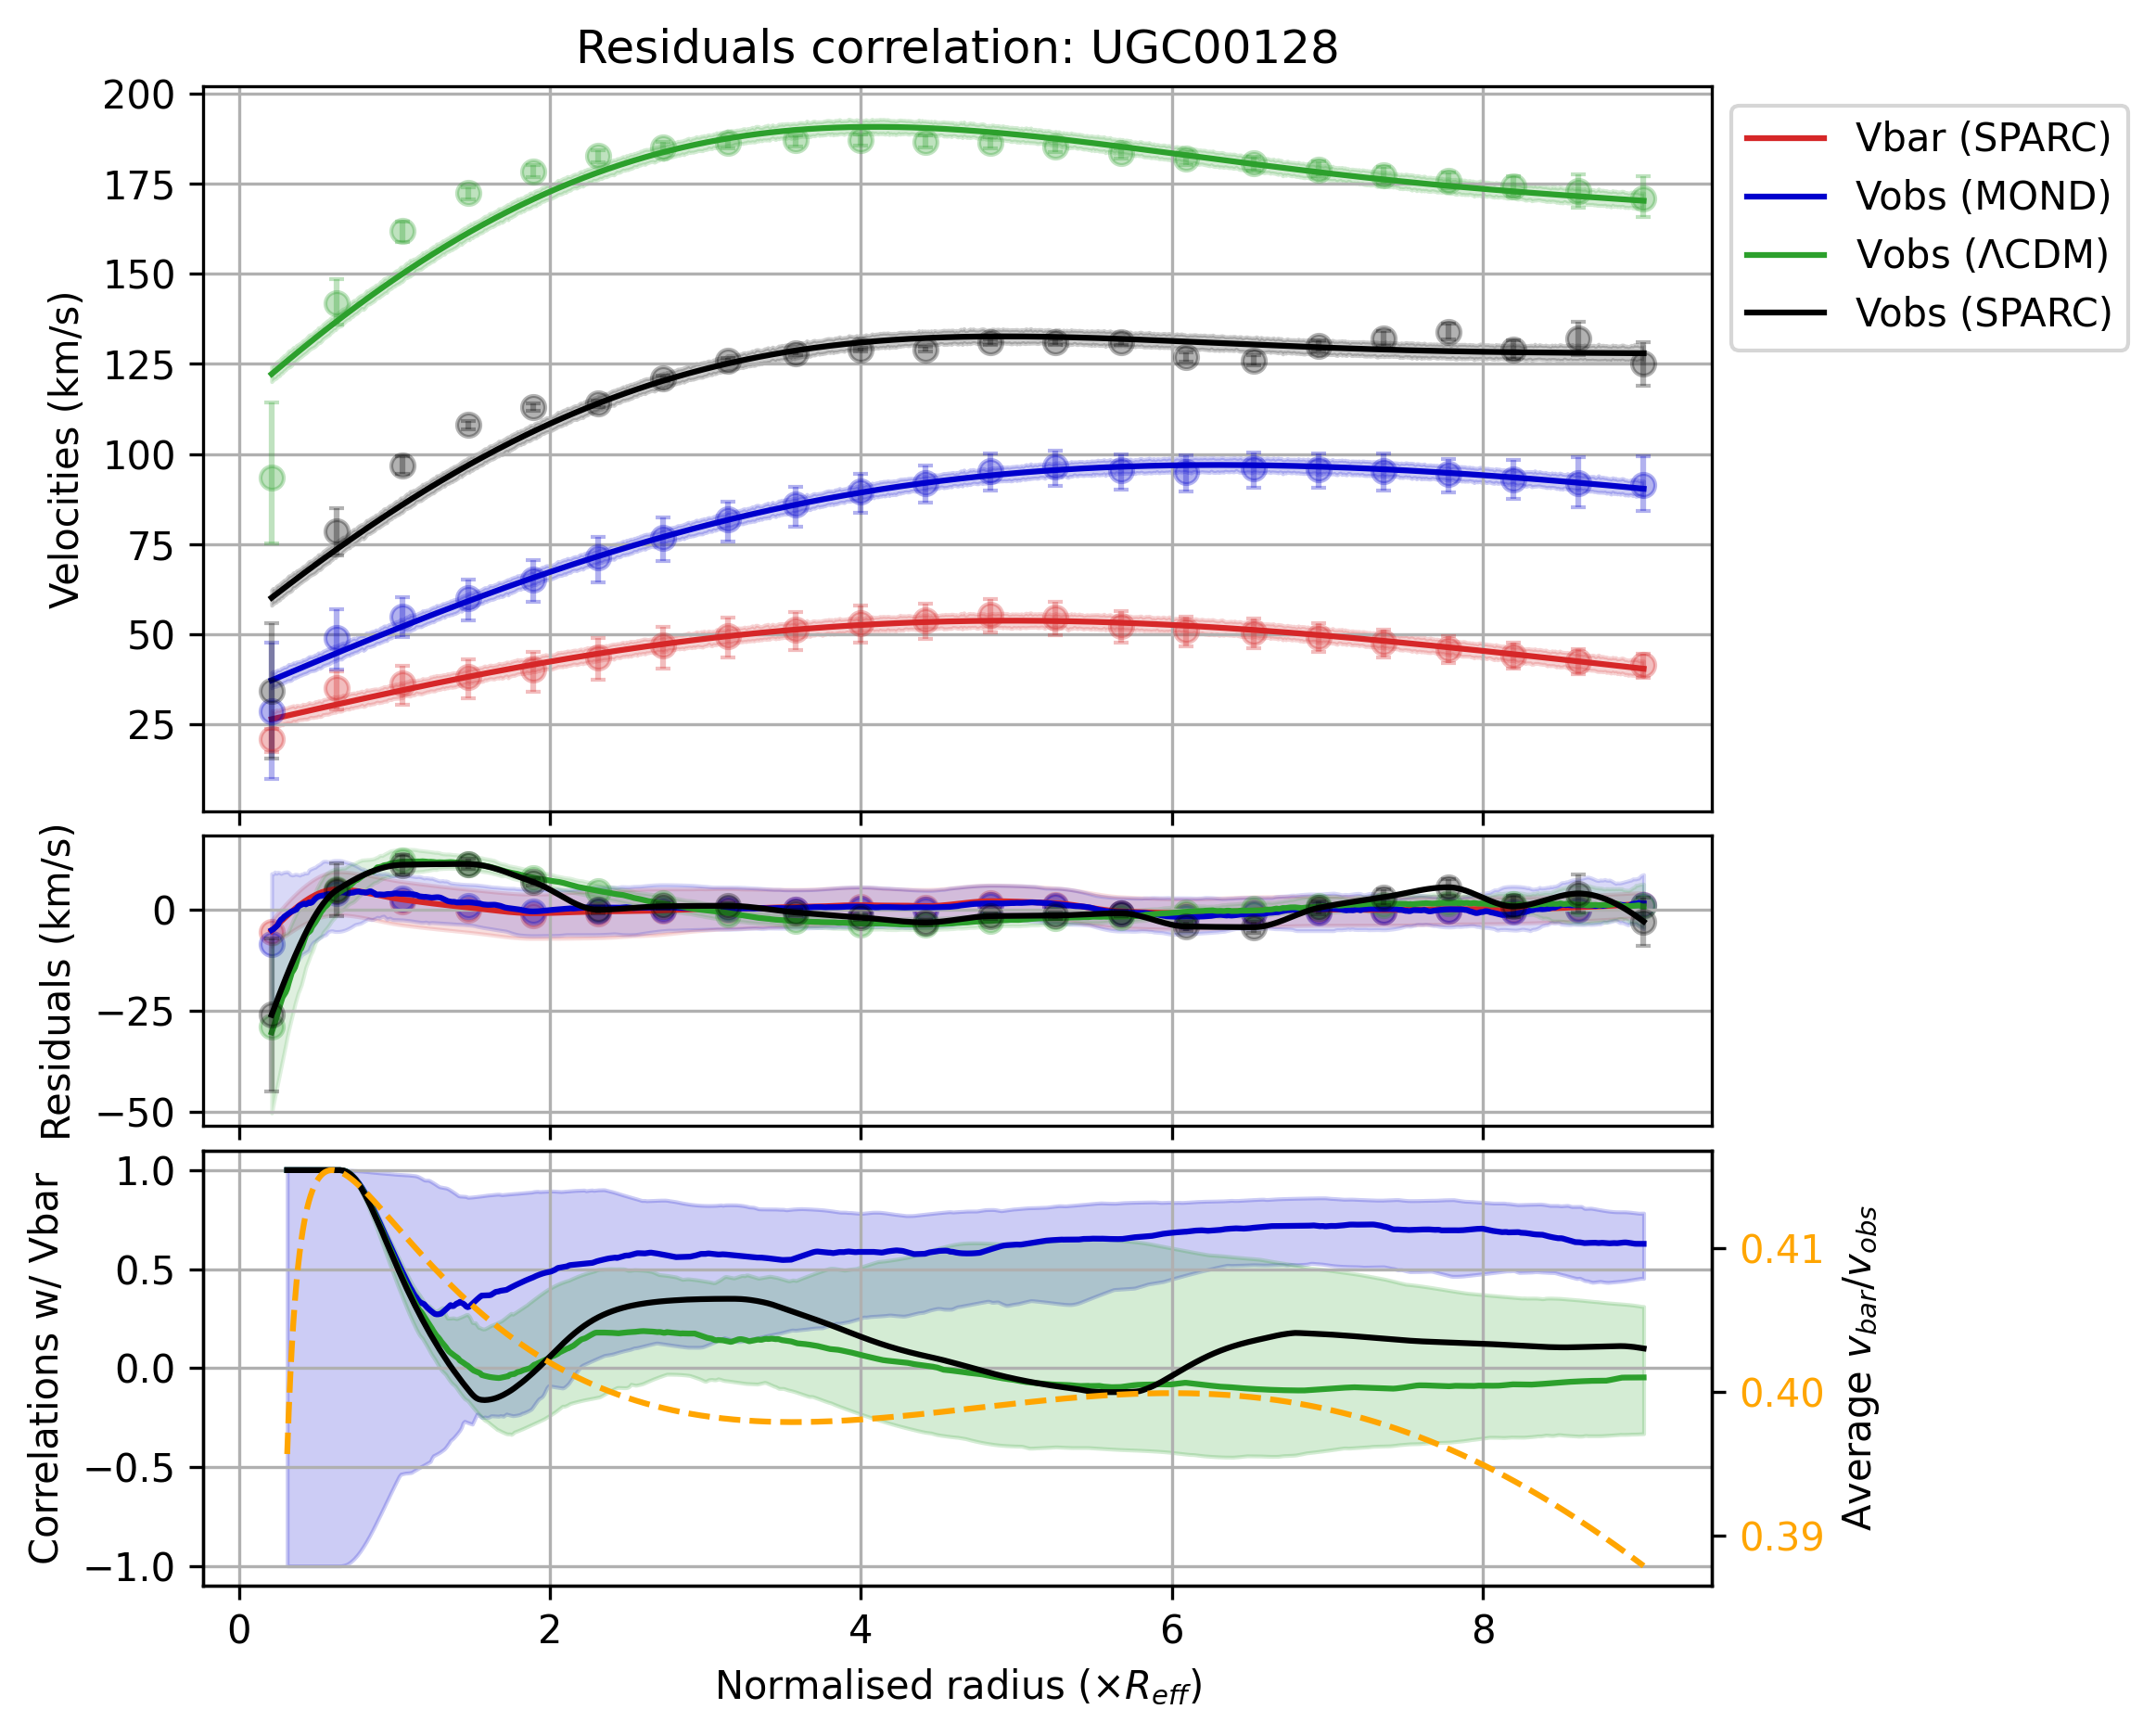 Residuals correlation: UGC00128
Velocities (km/s)
200
175
150
125
100
75
50
25
Vbar (SPARC)
Vobs (MOND)
Vobs (ΛCDM)
Vobs (SPARC)
Residuals (km/s)
0
−25
−50
Correlations w/ Vbar
1.0
0.5
0.0
−0.5
−1.0
0.41
0.40
0.39
Average v_bar/v_obs
0
2
4
6
8
Normalised radius (×R_eff)